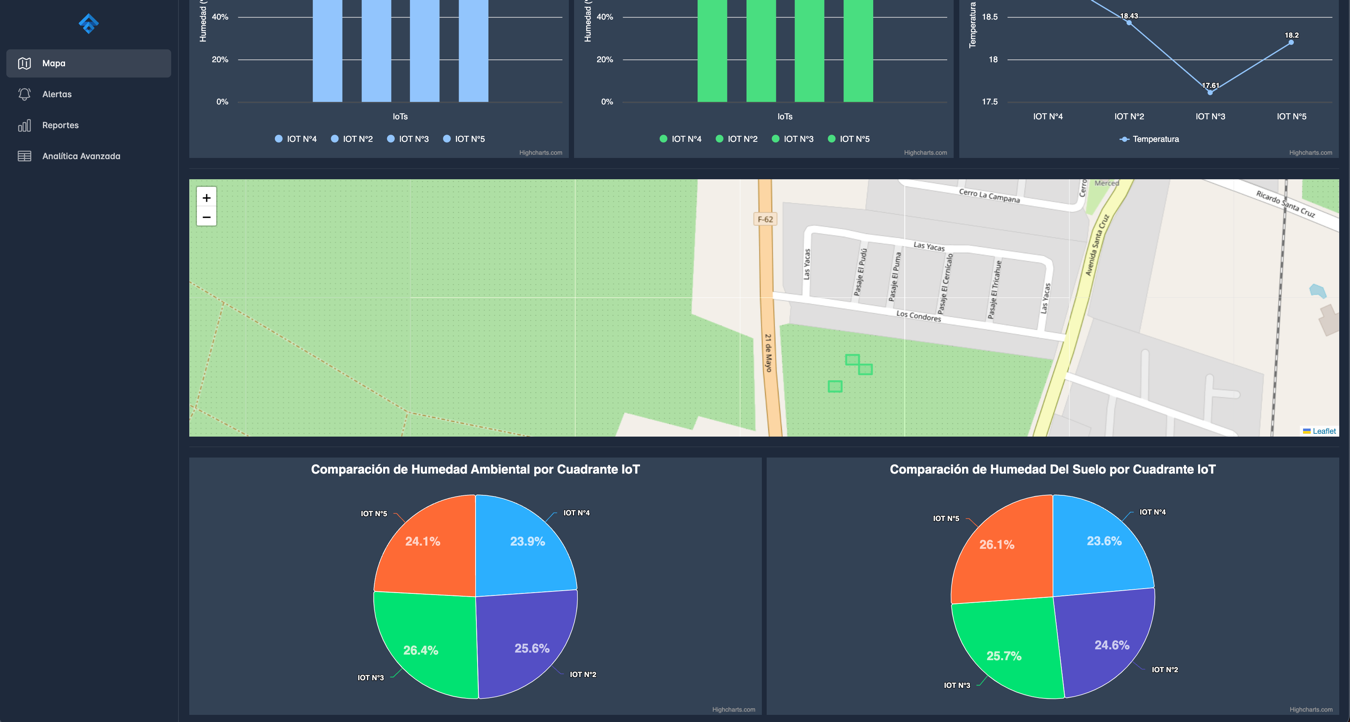 Mapa
Alertas
Reportes
Analítica Avanzada
Humedad (
40%
20%
0%
IoTs
IOT N°4 IOT N°2 IOT N°3 IOT N°5
Highcharts.com
Humedad (
40%
20%
0%
IoTs
IOT N°4 IOT N°2 IOT N°3 IOT N°5
Highcharts.com
Temperatura
18.5
18
17.5
18.43
17.61
18.2
IOT N°4 IOT N°2 IOT N°3 IOT N°5
Temperatura
Highcharts.com
+
−
F-62
21 de Mayo
Cerro La Campana
Cerro
Merced
Ricardo Santa Cruz
Avenida Santa Cruz
Las Yacas
Las Yacas
Las Yacas
Pasaje El Pudú
Pasaje El Puma
Pasaje El Cernícalo
Pasaje El Tricahue
Los Condores
Leaflet
Comparación de Humedad Ambiental por Cuadrante IoT
IOT N°5
IOT N°4
24.1%
23.9%
26.4%
25.6%
IOT N°3
IOT N°2
Highcharts.com
Comparación de Humedad Del Suelo por Cuadrante IoT
IOT N°5
IOT N°4
26.1%
23.6%
25.7%
24.6%
IOT N°3
IOT N°2
Highcharts.com